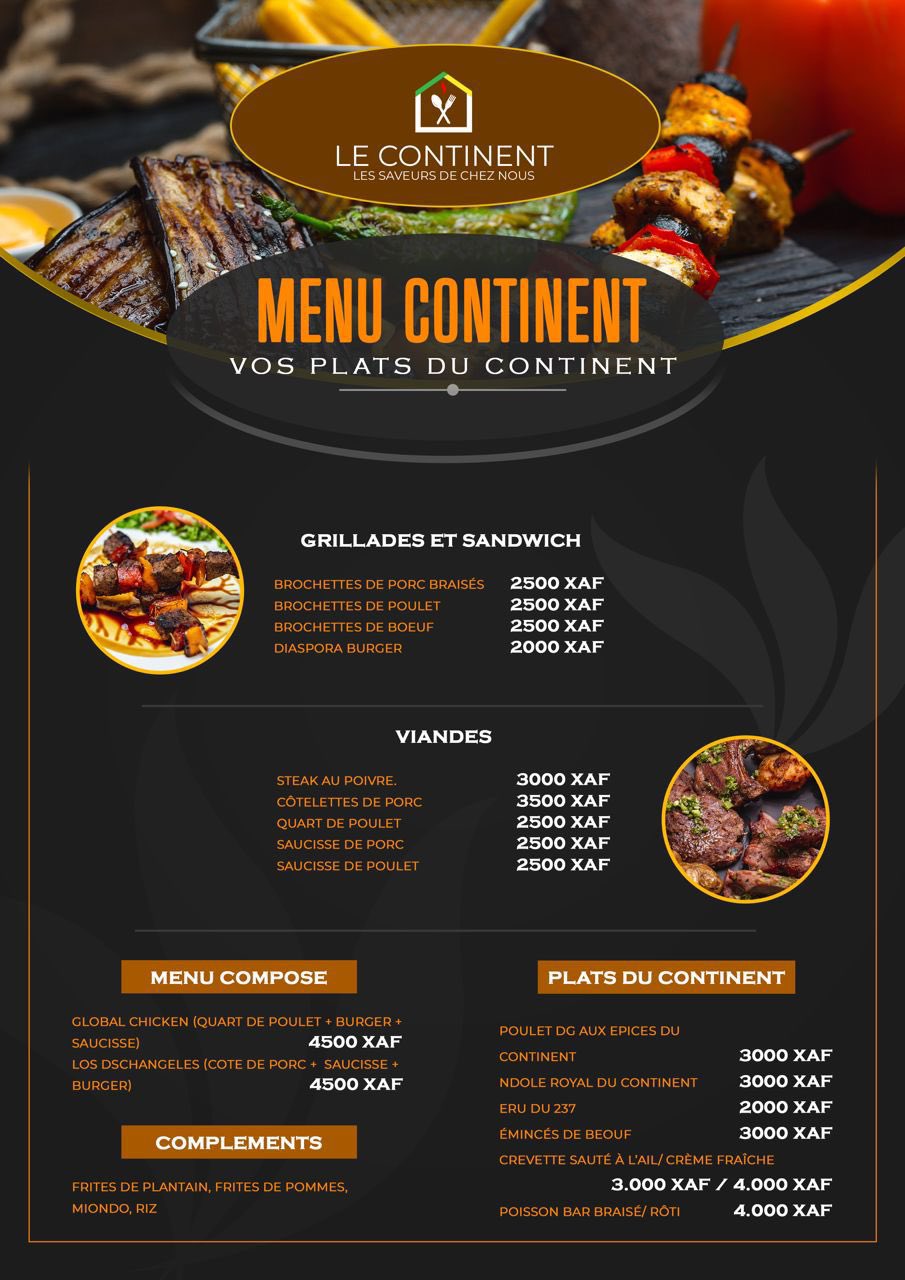 LE CONTINENT
LES SAVEURS DE CHEZ NOUS
MENU CONTINENT
VOS PLATS DU CONTINENT
GRILLADES ET SANDWICH
BROCHETTES DE PORC BRAISÉS 2500 XAF
BROCHETTES DE POULET 2500 XAF
BROCHETTES DE BOEUF 2500 XAF
DIASPORA BURGER 2000 XAF
VIANDES
STEAK AU POIVRE. 3000 XAF
CÔTELETTES DE PORC 3500 XAF
QUART DE POULET 2500 XAF
SAUCISSE DE PORC 2500 XAF
SAUCISSE DE POULET 2500 XAF
MENU COMPOSE
GLOBAL CHICKEN (QUART DE POULET + BURGER +
SAUCISSE) 4500 XAF
LOS DSCHANGELES (COTE DE PORC + SAUCISSE +
BURGER) 4500 XAF
COMPLEMENTS
FRITES DE PLANTAIN, FRITES DE POMMES,
MIONDO, RIZ
PLATS DU CONTINENT
POULET DG AUX EPICES DU
CONTINENT 3000 XAF
NDOLE ROYAL DU CONTINENT 3000 XAF
ERU DU 237 2000 XAF
ÉMINCÉS DE BEOUF 3000 XAF
CREVETTE SAUTÉ À L'AIL/ CRÈME FRAÎCHE
3.000 XAF / 4.000 XAF
POISSON BAR BRAISÉ/ RÔTI 4.000 XAF